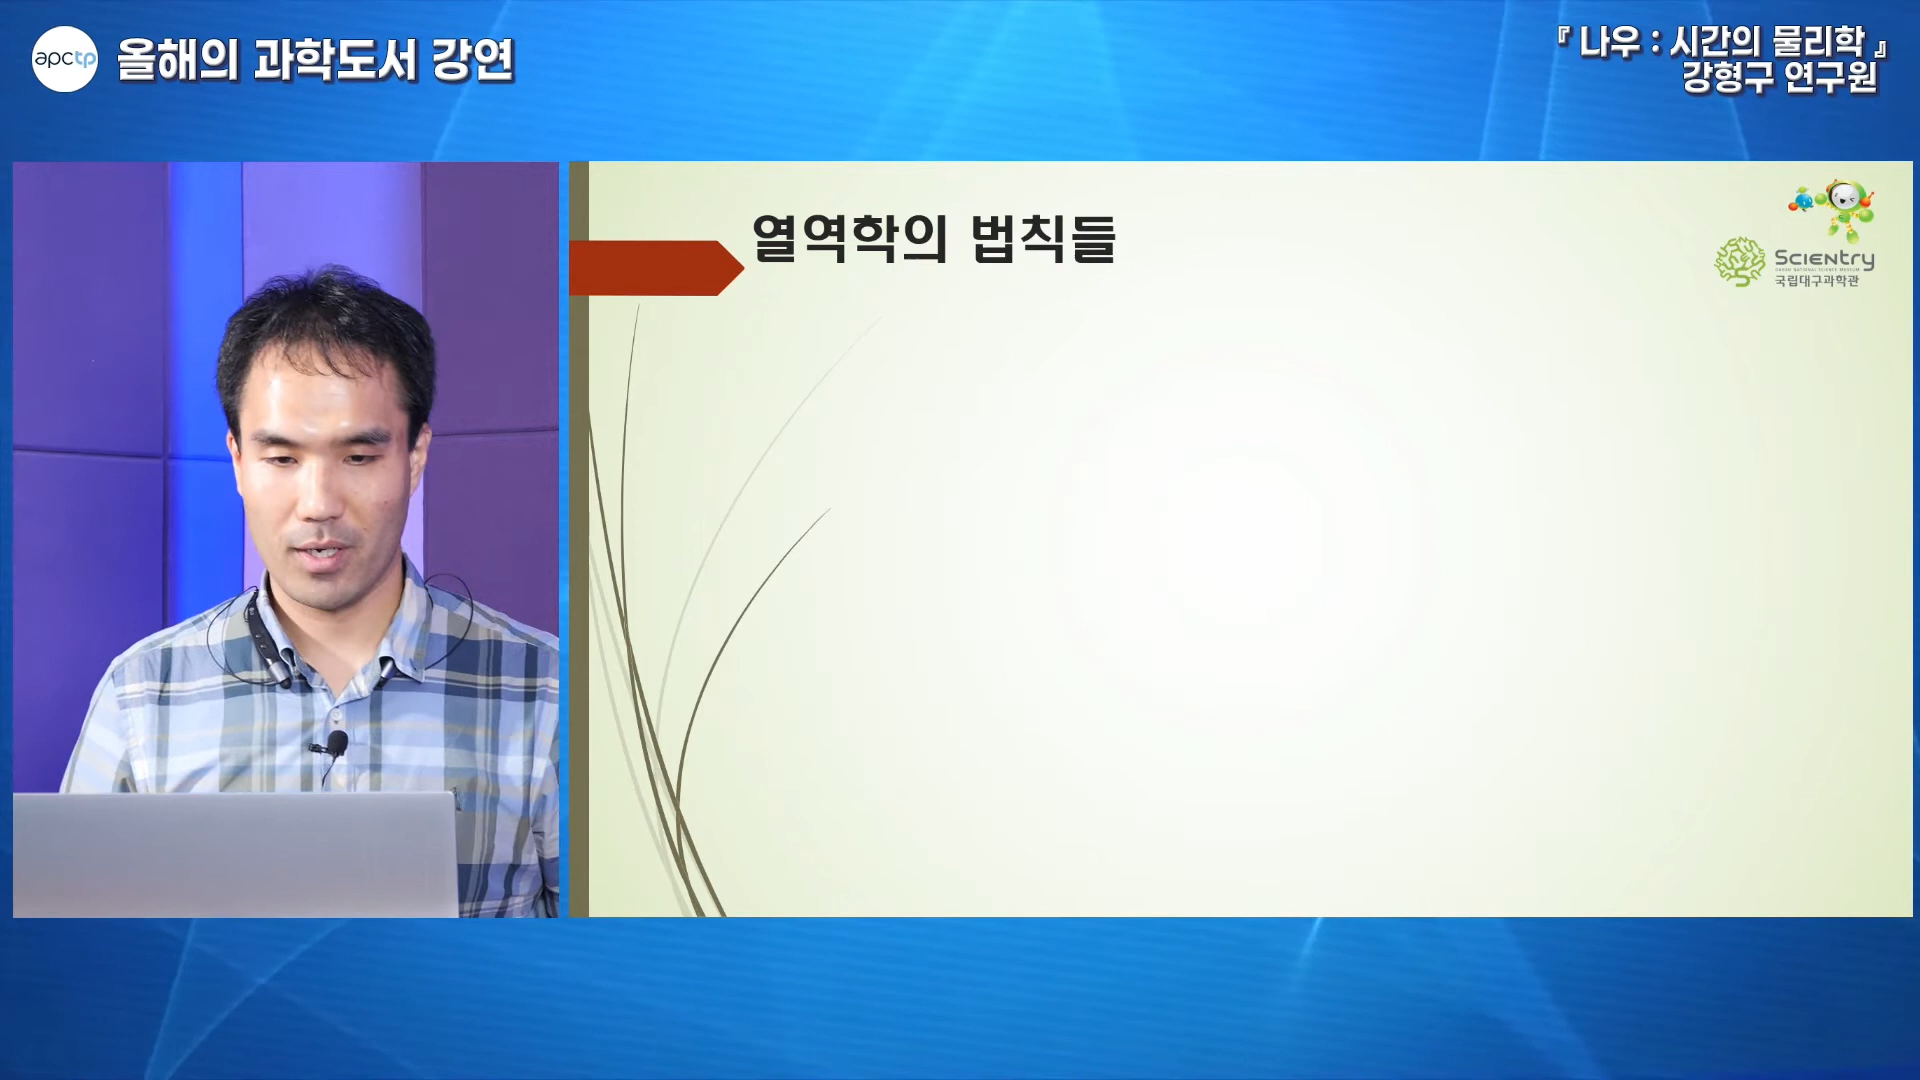 apctp 올해의 과학도서 강연
『 나우 : 시간의 물리학 』
강형구 연구원
열역학의 법칙들
Scientry
국립대구과학관